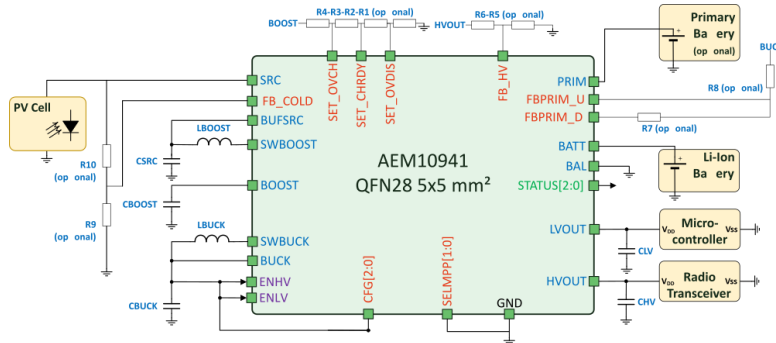 BOOST
R4-R3-R2-R1 (op onal)
HVOUT
R6-R5 (op onal)
Primary
Ba ery
(op onal)
BUC
SET_OVCH
SET_CHRDY
SET_OVDIS
FB_HV
SRC
PRIM
R8 (op onal)
FB_COLD
FBPRIM_U
PV Cell
BUFSRC
FBPRIM_D
R7 (op onal)
LBOOST
SWBOOST
BATT
R10
(op onal)
CSRC
AEM10941
QFN28 5x5 mm²
BAL
Li-Ion
Ba ery
BOOST
STATUS[2:0]
CBOOST
R9
(op onal)
LBUCK
SWBUCK
LVOUT
VDD
Micro-
controller
Vss
BUCK
CLV
ENHV
HVOUT
VDD
Radio
Transceiver
Vss
ENLV
CFG[2:0]
SELMPP[1:0]
GND
CBUCK
CHV